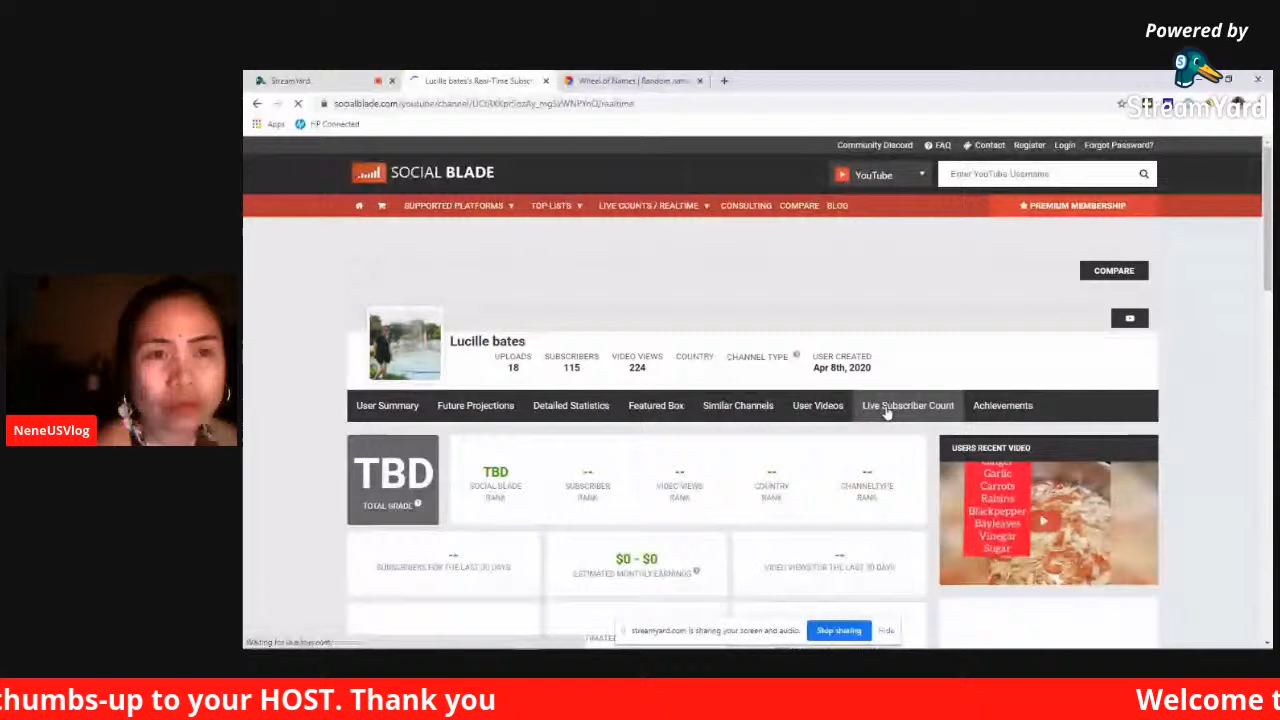 Powered by
StreamYard
StreamYard
Lucille bates's Real-Time Subsc
Wheel of Names | Random name
Apps
HP Connected
Community Discord
FAQ
Contact
Register
Login
Forgot Password?
SOCIAL BLADE
YouTube
Enter YouTube Username
SUPPORTED PLATFORMS
TOP LISTS
LIVE COUNTS / REALTIME
CONSULTING
COMPARE
BLOG
PREMIUM MEMBERSHIP
COMPARE
Lucille bates
UPLOADS
18
SUBSCRIBERS
115
VIDEO VIEWS
224
COUNTRY
CHANNEL TYPE
USER CREATED
Apr 8th, 2020
User Summary
Future Projections
Detailed Statistics
Featured Box
Similar Channels
User Videos
Live Subscriber Count
Achievements
TBD
TOTAL GRADE
TBD
SOCIAL BLADE
RANK
--
SUBSCRIBER
RANK
--
VIDEO VIEWS
RANK
--
COUNTRY
RANK
--
CHANNELTYPE
RANK
USERS RECENT VIDEO
Ginger
Garlic
Carrots
Raisins
Blackpepper
Bayleaves
Vinegar
Sugar
--
SUBSCRIBERS FOR THE LAST 30 DAYS
$0 - $0
ESTIMATED MONTHLY EARNINGS
--
VIDEO VIEWS FOR THE LAST 30 DAYS
streamyard.com is sharing your screen and audio.
Stop sharing
Hide
NeneUSVlog
thumbs-up to your HOST. Thank you
Welcome t